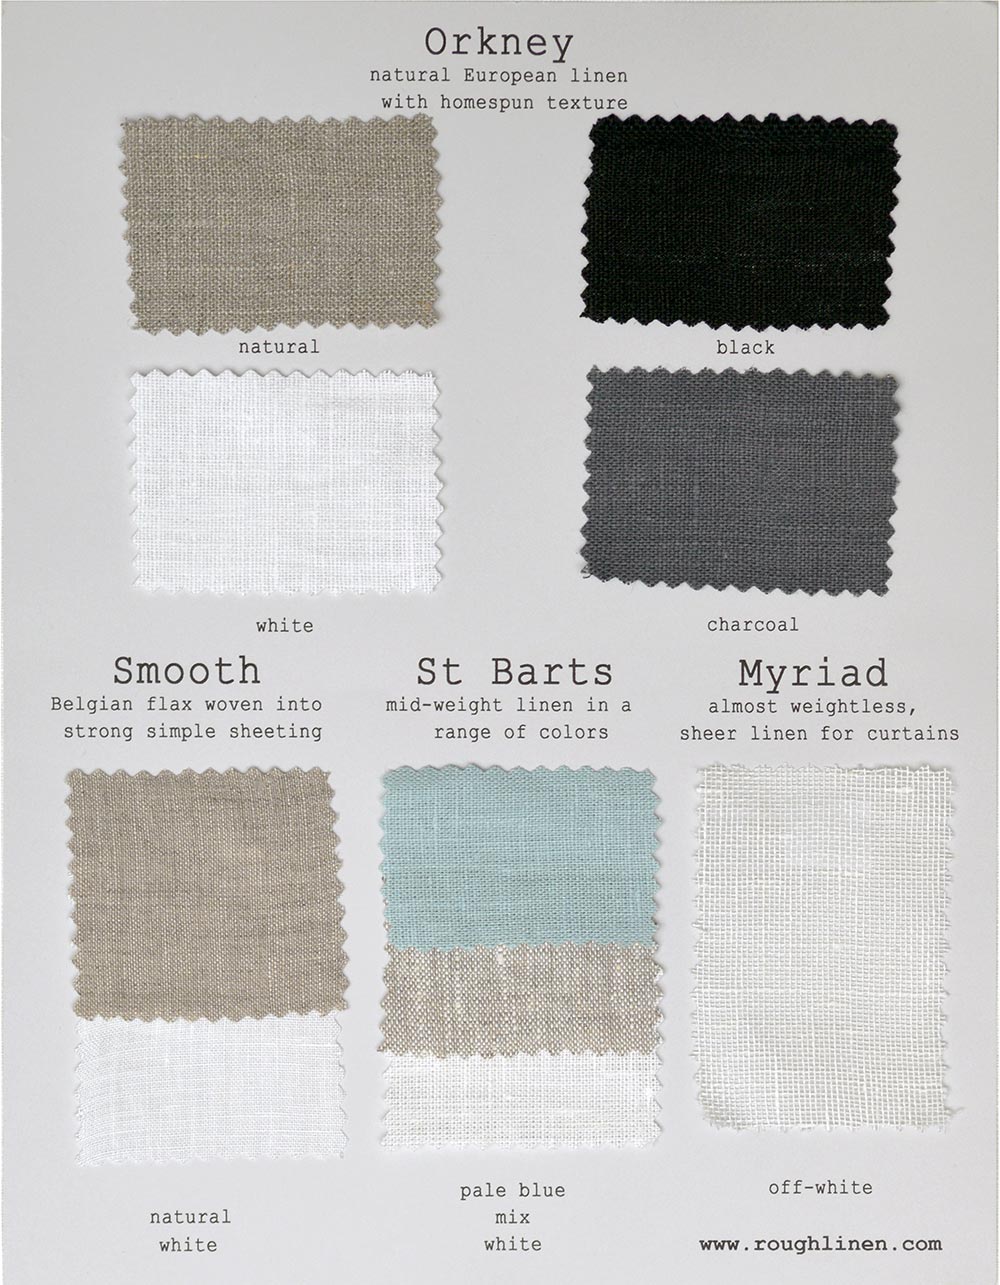 Orkney
natural European linen
with homespun texture
natural
black
white
charcoal
Smooth
Belgian flax woven into
strong simple sheeting
St Barts
mid-weight linen in a
range of colors
Myriad
almost weightless,
sheer linen for curtains
natural
white
pale blue
mix
white
off-white
www.roughlinen.com